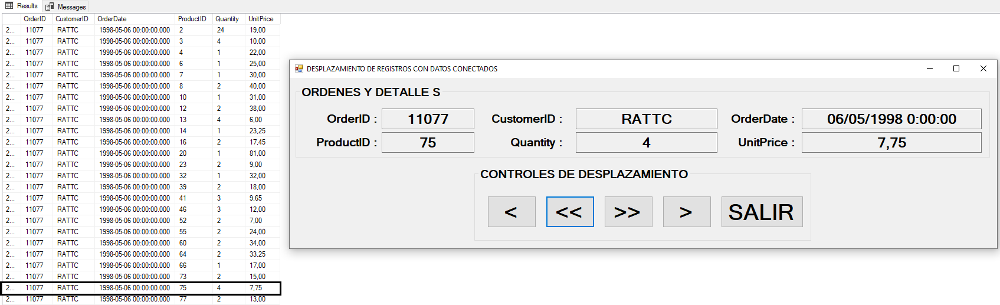 Results Messages
OrderID CustomerID OrderDate ProductID Quantity UnitPrice
2... 11077 RATTC 1998-05-06 00:00:00.000 2 24 19,00
2... 11077 RATTC 1998-05-06 00:00:00.000 3 4 10,00
2... 11077 RATTC 1998-05-06 00:00:00.000 4 1 22,00
2... 11077 RATTC 1998-05-06 00:00:00.000 6 1 25,00
2... 11077 RATTC 1998-05-06 00:00:00.000 7 1 30,00
2... 11077 RATTC 1998-05-06 00:00:00.000 8 2 40,00
2... 11077 RATTC 1998-05-06 00:00:00.000 10 1 31,00
2... 11077 RATTC 1998-05-06 00:00:00.000 12 2 38,00
2... 11077 RATTC 1998-05-06 00:00:00.000 13 4 6,00
2... 11077 RATTC 1998-05-06 00:00:00.000 14 1 23,25
2... 11077 RATTC 1998-05-06 00:00:00.000 16 2 17,45
2... 11077 RATTC 1998-05-06 00:00:00.000 20 1 81,00
2... 11077 RATTC 1998-05-06 00:00:00.000 23 2 9,00
2... 11077 RATTC 1998-05-06 00:00:00.000 32 1 32,00
2... 11077 RATTC 1998-05-06 00:00:00.000 39 2 18,00
2... 11077 RATTC 1998-05-06 00:00:00.000 41 3 9,65
2... 11077 RATTC 1998-05-06 00:00:00.000 46 3 12,00
2... 11077 RATTC 1998-05-06 00:00:00.000 52 2 7,00
2... 11077 RATTC 1998-05-06 00:00:00.000 55 2 24,00
2... 11077 RATTC 1998-05-06 00:00:00.000 60 2 34,00
2... 11077 RATTC 1998-05-06 00:00:00.000 64 2 33,25
2... 11077 RATTC 1998-05-06 00:00:00.000 66 1 17,00
2... 11077 RATTC 1998-05-06 00:00:00.000 73 2 15,00
2... 11077 RATTC 1998-05-06 00:00:00.000 75 4 7,75
2... 11077 RATTC 1998-05-06 00:00:00.000 77 2 13,00
DESPLAZAMIENTO DE REGISTROS CON DATOS CONECTADOS
ORDENES Y DETALLE S
OrderID : 11077 CustomerID : RATTC OrderDate : 06/05/1998 0:00:00
ProductID : 75 Quantity : 4 UnitPrice : 7,75
CONTROLES DE DESPLAZAMIENTO
< << >> > SALIR